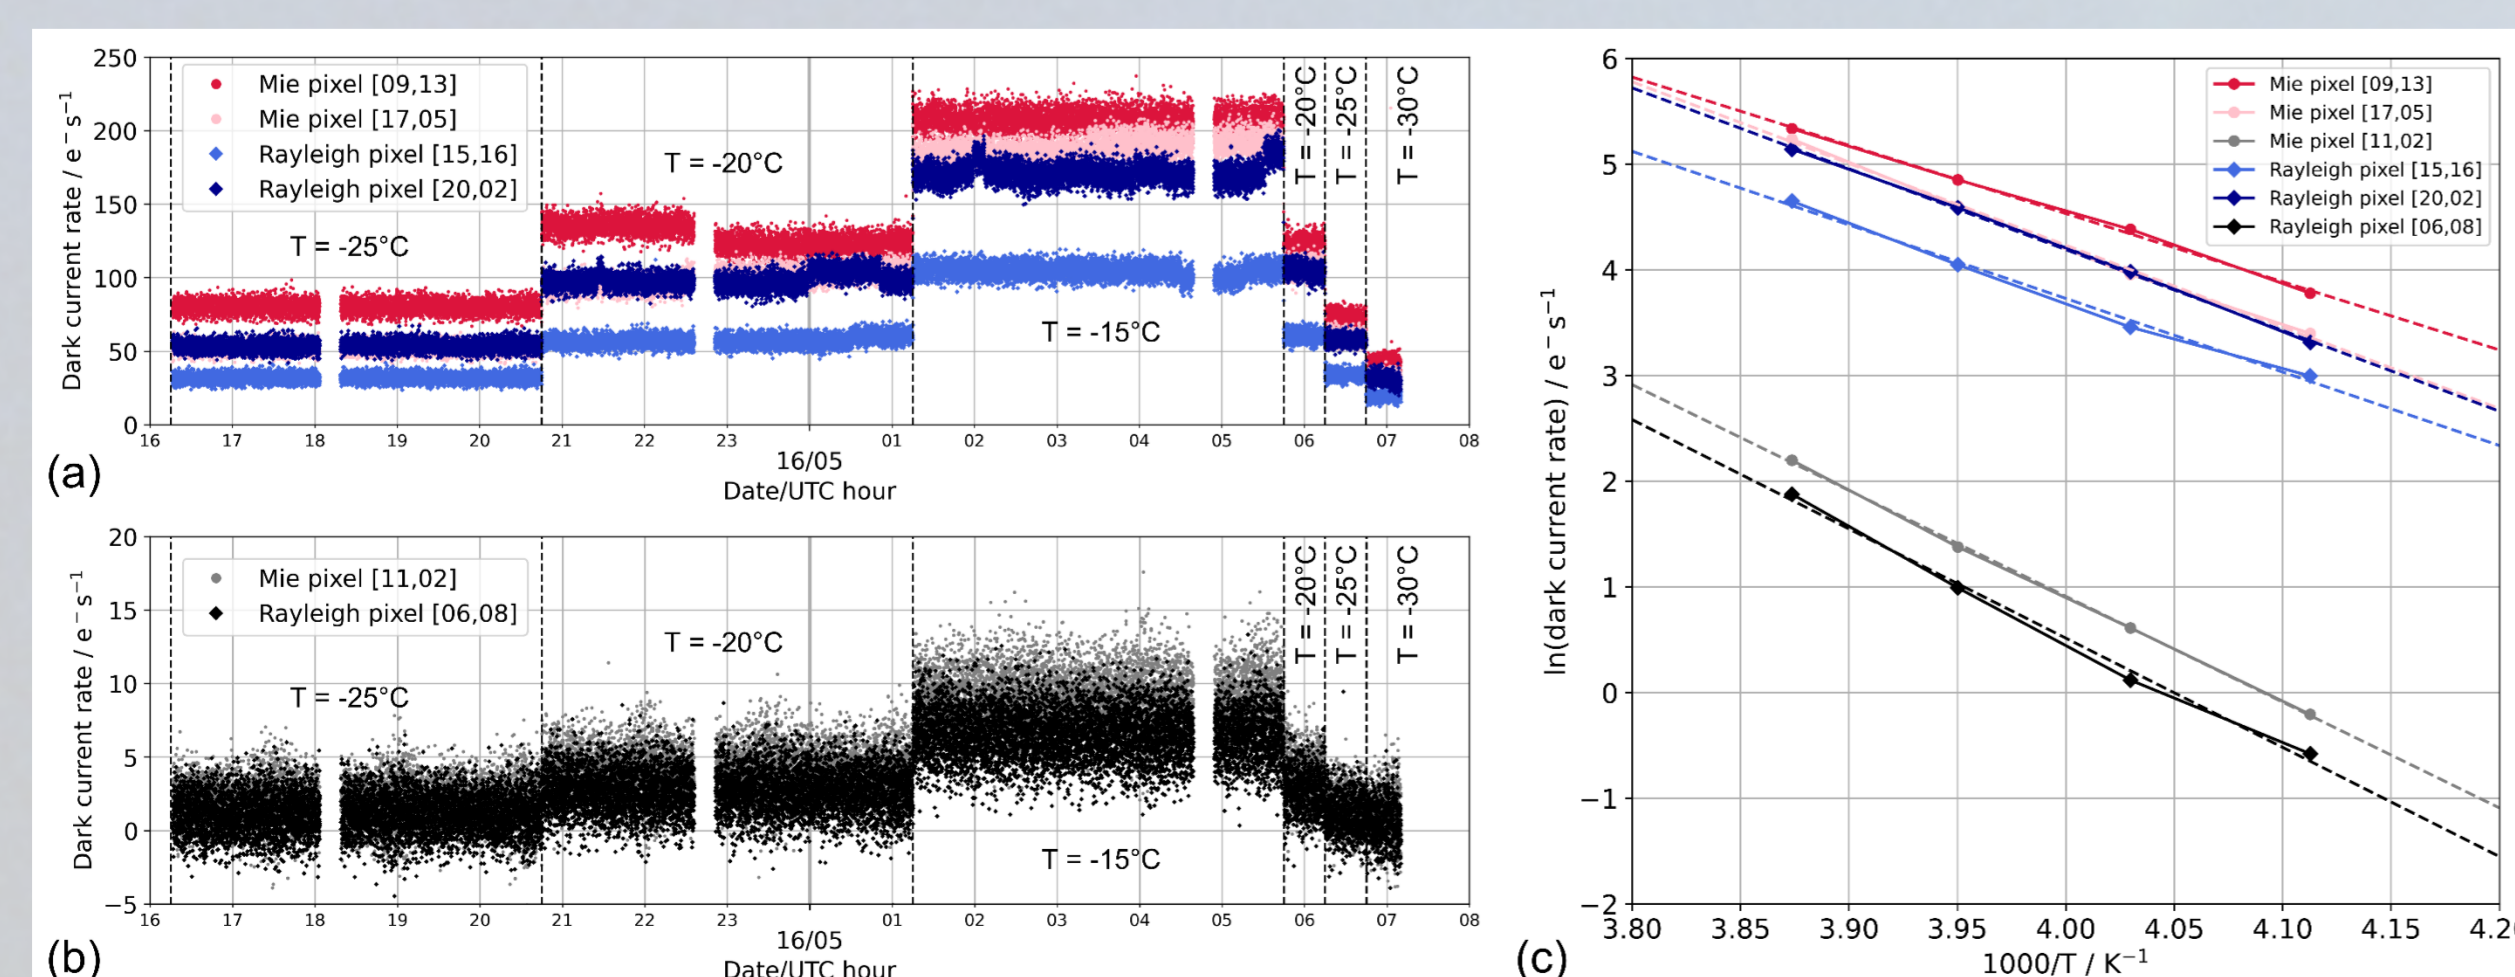 250
200
150
100
50
0
Dark current rate / e⁻ s⁻¹
Mie pixel [09,13]
Mie pixel [17,05]
Rayleigh pixel [15,16]
Rayleigh pixel [20,02]
T = -25°C
T = -20°C
T = -15°C
T = -20°C
T = -25°C
T = -30°C
16 17 18 19 20 21 22 23 01 02 03 04 05 06 07 08
16/05
Date/UTC hour
(a)
20
15
10
5
0
−5
Dark current rate / e⁻ s⁻¹
Mie pixel [11,02]
Rayleigh pixel [06,08]
T = -25°C
T = -20°C
T = -15°C
T = -20°C
T = -25°C
T = -30°C
16 17 18 19 20 21 22 23 01 02 03 04 05 06 07 08
16/05
Date/UTC hour
(b)
6
5
4
3
2
1
0
−1
−2
ln(dark current rate) / e⁻ s⁻¹
Mie pixel [09,13]
Mie pixel [17,05]
Mie pixel [11,02]
Rayleigh pixel [15,16]
Rayleigh pixel [20,02]
Rayleigh pixel [06,08]
3.80 3.85 3.90 3.95 4.00 4.05 4.10 4.15 4.2
1000/T / K⁻¹
(c)